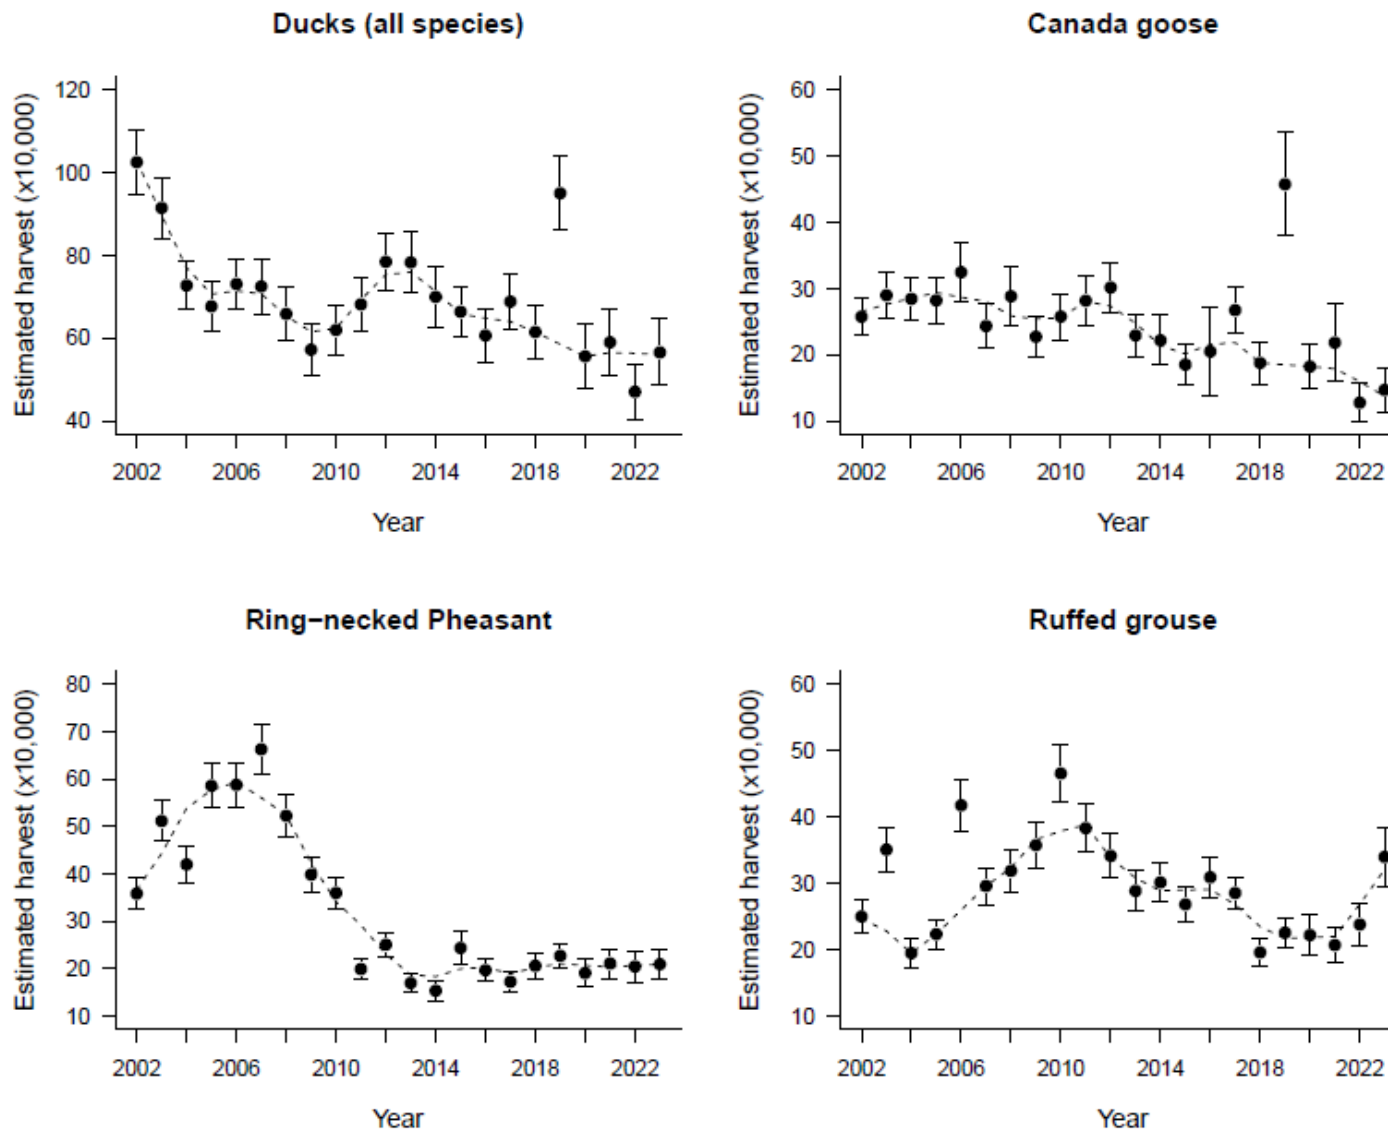 Ducks (all species)
Estimated harvest (x10,000)
120
100
80
60
40
2002 2006 2010 2014 2018 2022
Year
Canada goose
Estimated harvest (x10,000)
60
50
40
30
20
10
2002 2006 2010 2014 2018 2022
Year
Ring−necked Pheasant
Estimated harvest (x10,000)
80
70
60
50
40
30
20
10
2002 2006 2010 2014 2018 2022
Year
Ruffed grouse
Estimated harvest (x10,000)
60
50
40
30
20
10
2002 2006 2010 2014 2018 2022
Year